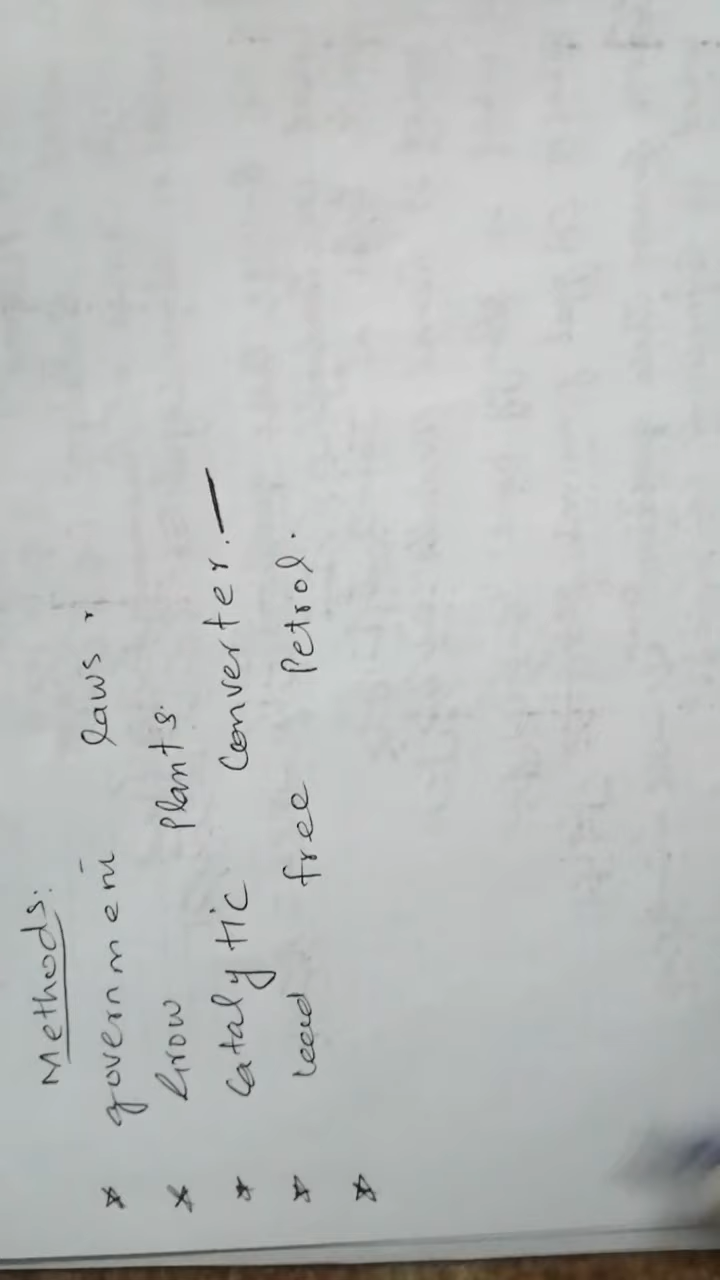 Methods:
* government laws.
* Grow plants.
* Catalytic Converter. —
* lead free Petrol.
*